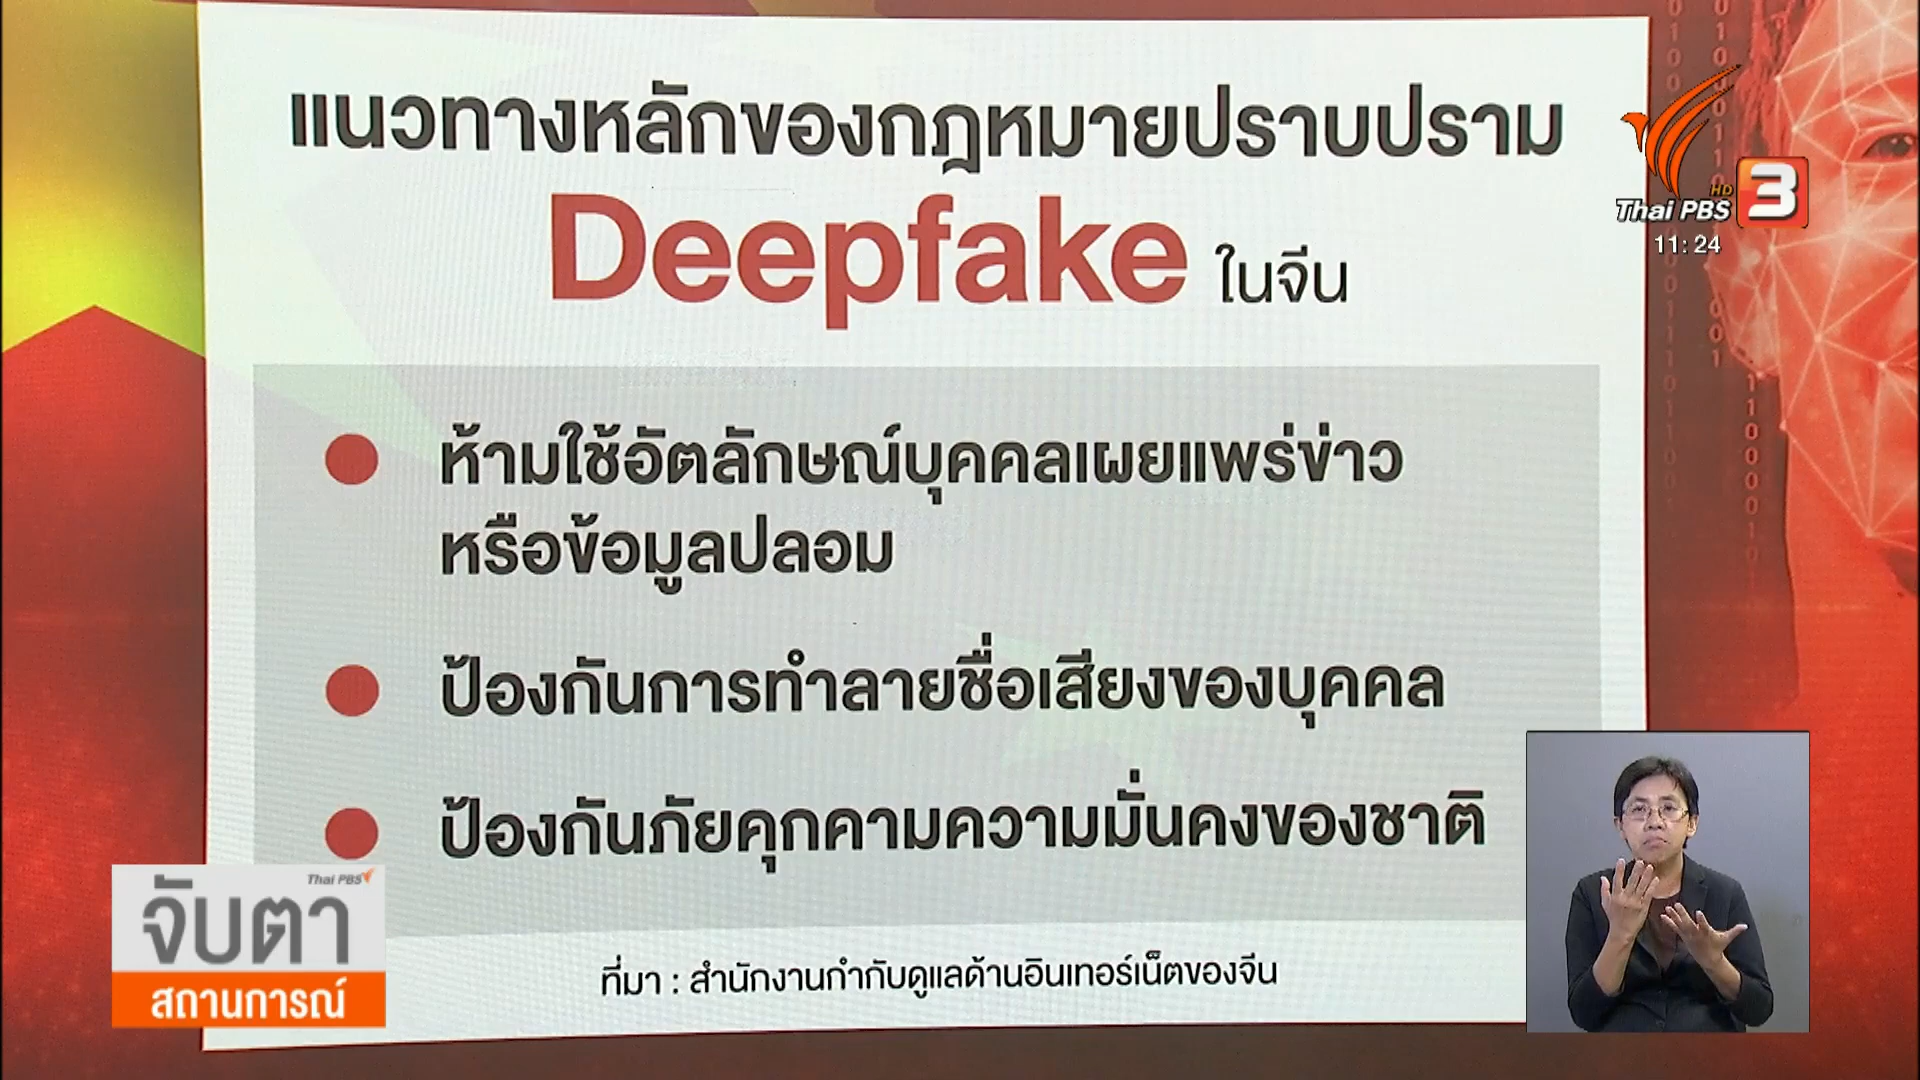 แนวทางหลักของกฎหมายปราบปราม
Deepfake ในจีน
ห้ามใช้อัตลักษณ์บุคคลเผยแพร่ข่าว
หรือข้อมูลปลอม
ป้องกันการทำลายชื่อเสียงของบุคคล
ป้องกันภัยคุกคามความมั่นคงของชาติ
ที่มา : สำนักงานกำกับดูแลด้านอินเทอร์เน็ตของจีน
HD 3
Thai PBS
11:24
Thai PBS
จับตา
สถานการณ์